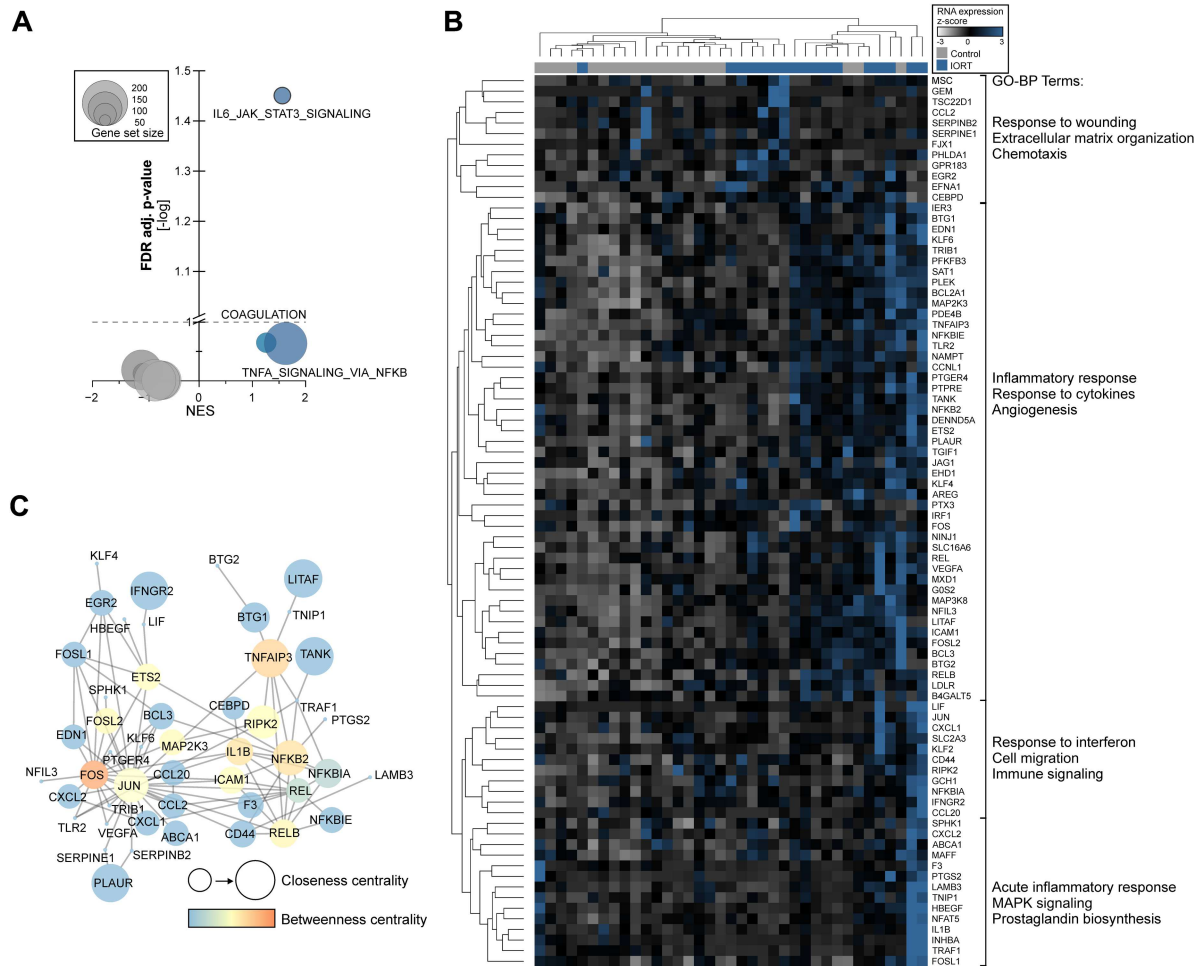 A
1.5
200
150
100
50
Gene set size
IL6_JAK_STAT3_SIGNALING
1.4
1.3
FDR adj. p-value
[-log]
1.2
1.1
COAGULATION
1
TNFA_SIGNALING_VIA_NFKB
−2
−1
0
1
2
NES
B
RNA expression
z-score
-3 0 3
Control
IORT
GO-BP Terms:
MSC
GEM
TSC22D1
CCL2
SERPINB2
SERPINE1
FJX1
PHLDA1
GPR183
EGR2
EFNA1
CEBPD
Response to wounding
Extracellular matrix organization
Chemotaxis
IER3
BTG1
EDN1
KLF6
TRIB1
PFKFB3
SAT1
PLEK
BCL2A1
MAP2K3
PDE4B
TNFAIP3
NFKBIE
TLR2
NAMPT
CCNL1
PTGER4
PTPRE
TANK
NFKB2
DENND5A
ETS2
PLAUR
TGIF1
JAG1
EHD1
KLF4
AREG
PTX3
IRF1
FOS
NINJ1
SLC16A6
REL
VEGFA
MXD1
G0S2
MAP3K8
NFIL3
LITAF
ICAM1
FOSL2
BCL3
BTG2
RELB
LDLR
B4GALT5
Inflammatory response
Response to cytokines
Angiogenesis
LIF
JUN
CXCL1
SLC2A3
KLF2
CD44
RIPK2
GCH1
NFKBIA
IFNGR2
CCL20
Response to interferon
Cell migration
Immune signaling
SPHK1
CXCL2
ABCA1
MAFF
F3
PTGS2
LAMB3
TNIP1
HBEGF
NFAT5
IL1B
INHBA
TRAF1
FOSL1
Acute inflammatory response
MAPK signaling
Prostaglandin biosynthesis
C
KLF4
BTG2
IFNGR2
LITAF
EGR2
HBEGF
LIF
BTG1
TNIP1
FOSL1
TNFAIP3
TANK
ETS2
SPHK1
CEBPD
TRAF1
FOSL2
BCL3
RIPK2
PTGS2
EDN1
KLF6
MAP2K3
IL1B
NFKB2
PTGER4
NFIL3
FOS
JUN
CCL20
ICAM1
NFKBIA
LAMB3
REL
CXCL2
TRIB1
CCL2
F3
TLR2
VEGFA
CXCL1
ABCA1
CD44
RELB
NFKBIE
SERPINE1
SERPINB2
PLAUR
Closeness centrality
Betweenness centrality